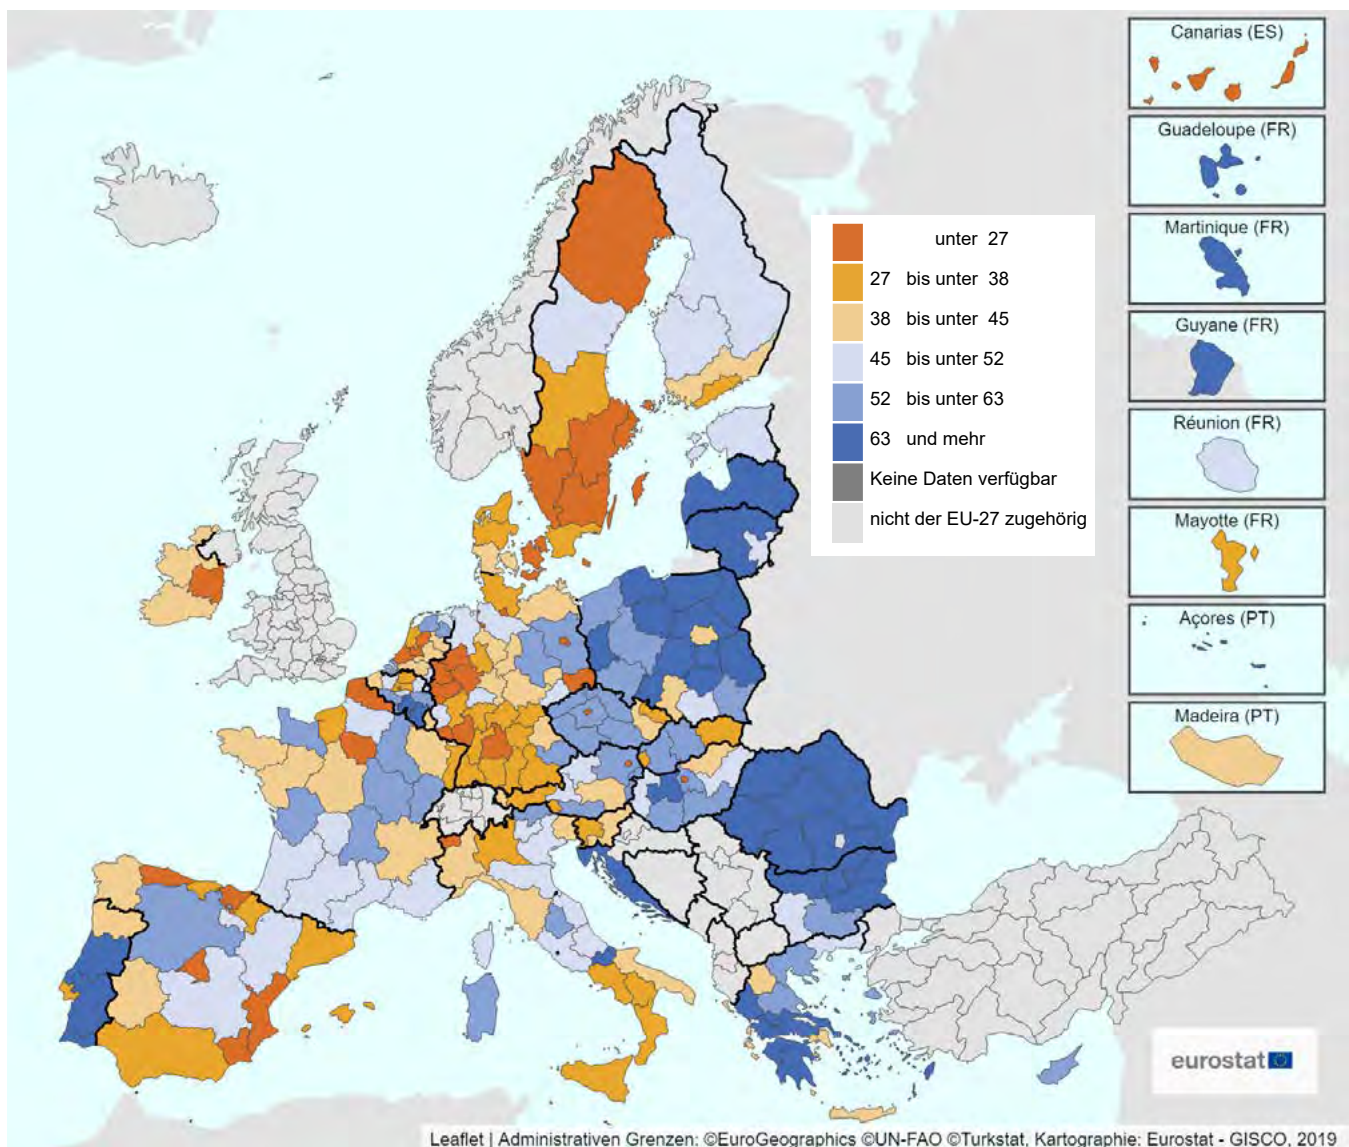 Canarias (ES)
Guadeloupe (FR)
Martinique (FR)
Guyane (FR)
Réunion (FR)
Mayotte (FR)
Açores (PT)
Madeira (PT)
unter 27
27 bis unter 38
38 bis unter 45
45 bis unter 52
52 bis unter 63
63 und mehr
Keine Daten verfügbar
nicht der EU-27 zugehörig
eurostat
Leaflet | Administrativen Grenzen: ©EuroGeographics ©UN-FAO ©Turkstat, Kartographie: Eurostat - GISCO, 2019